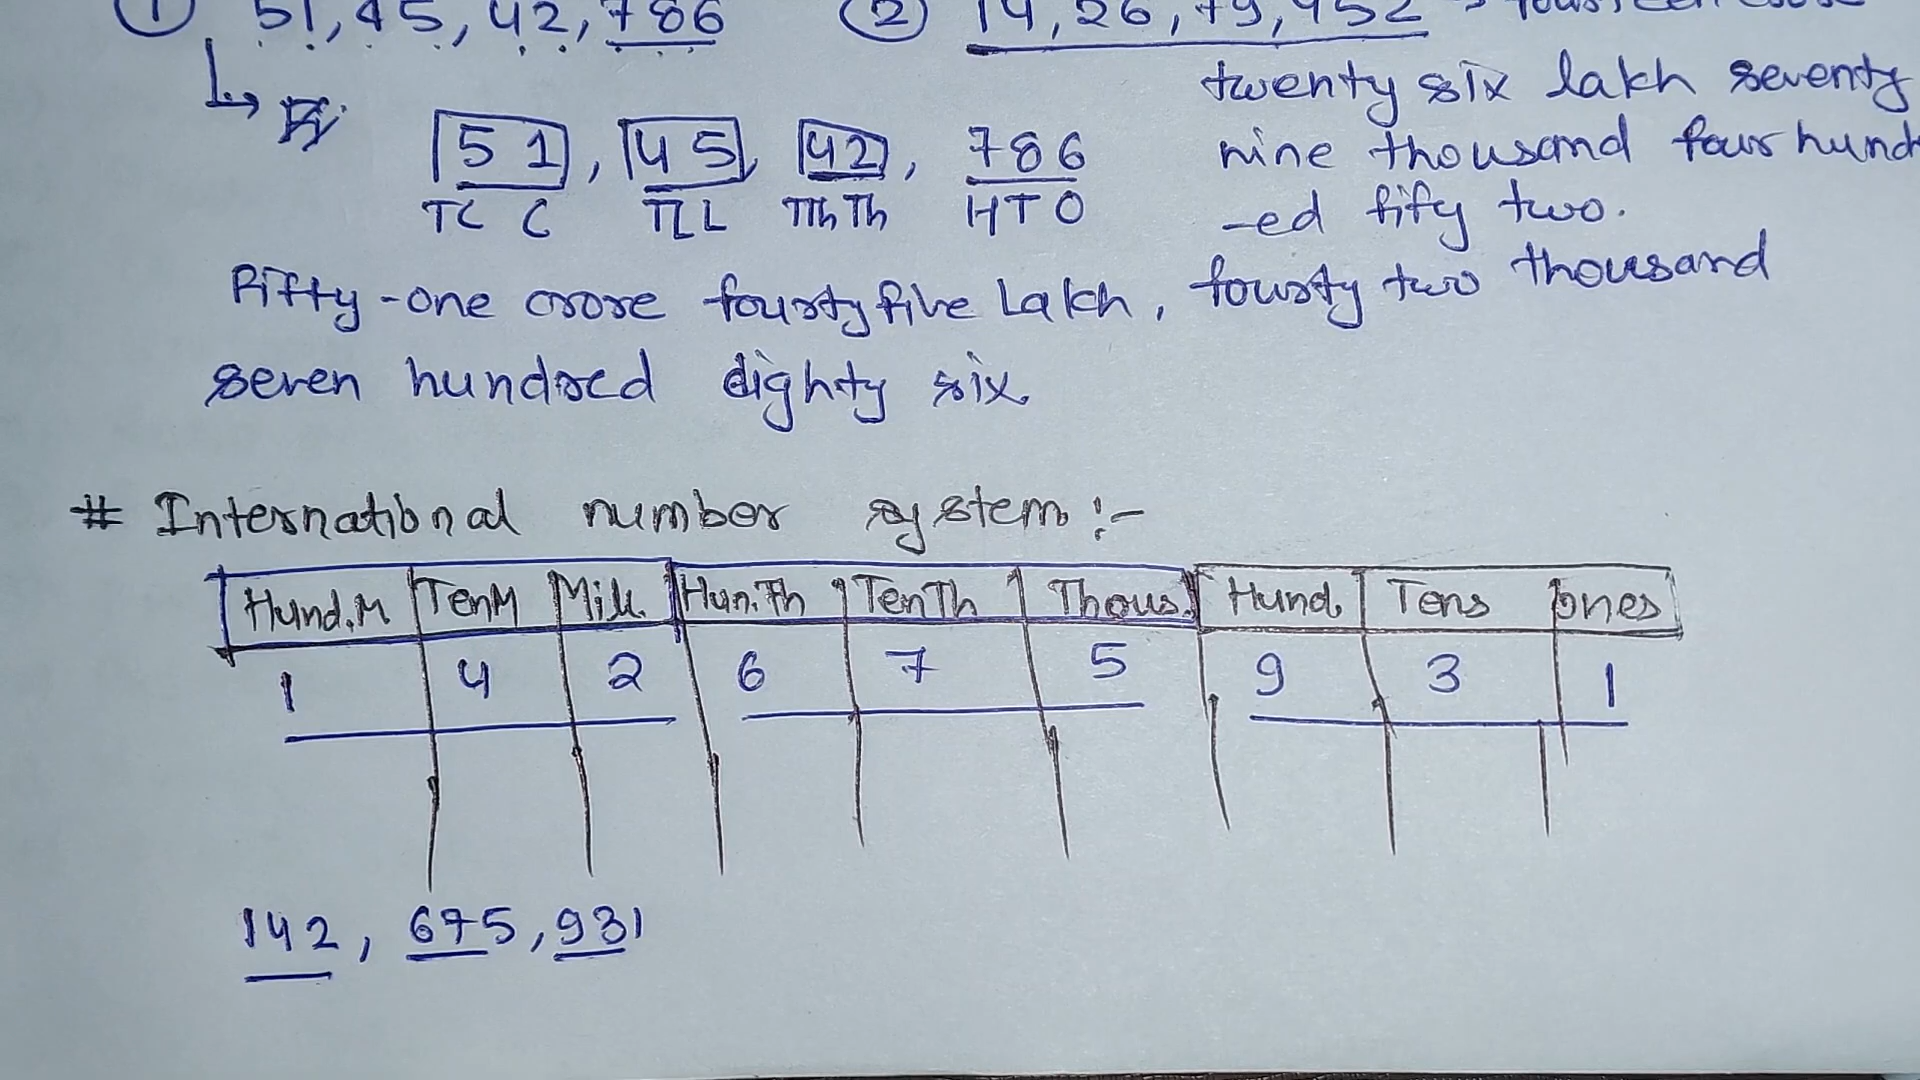 1 51,45,42,786 2 14,26,79,452 →
twenty six lakh seventy
51, 45, 42, 786 nine thousand four hund
TC C TL L TTh Th H T O -ed fify two.
Fifty-one crore fourty five Lakh, fourty two thousand
seven hundred eighty six.
# International number system :-
Hund.M TenM Mill. Hun.Th TenTh Thous. Hund. Tens ones
1 4 2 6 7 5 9 3 1
142, 675,931